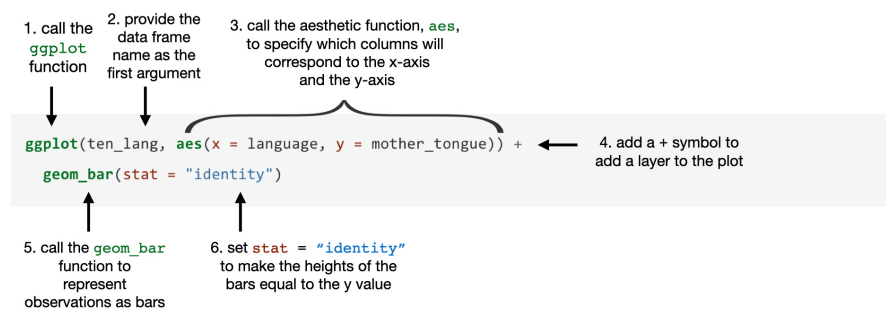 1. call the
ggplot
function
2. provide the
data frame
name as the
first argument
3. call the aesthetic function, aes,
to specify which columns will
correspond to the x-axis
and the y-axis
ggplot(ten_lang, aes(x = language, y = mother_tongue)) +
geom_bar(stat = "identity")
4. add a + symbol to
add a layer to the plot
5. call the geom_bar
function to
represent
observations as bars
6. set stat = “identity”
to make the heights of the
bars equal to the y value